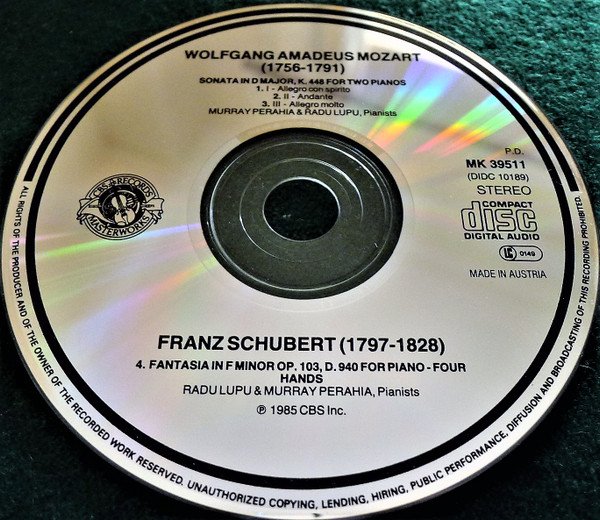 WOLFGANG AMADEUS MOZART
(1756-1791)
SONATA IN D MAJOR, K. 448 FOR TWO PIANOS
1. I - Allegro con spirito
2. II - Andante
3. III - Allegro molto
MURRAY PERAHIA & RADU LUPU, Pianists
P.D.
MK 39511
(DIDC 10189)
STEREO
COMPACT
disc
DIGITAL AUDIO
0149
MADE IN AUSTRIA
CBS RECORDS
MASTERWORKS
FRANZ SCHUBERT (1797-1828)
4. FANTASIA IN F MINOR OP. 103, D. 940 FOR PIANO - FOUR
HANDS
RADU LUPU & MURRAY PERAHIA, Pianists
℗ 1985 CBS Inc.
ALL RIGHTS OF THE PRODUCER AND OF THE OWNER OF THE RECORDED WORK RESERVED. UNAUTHORIZED COPYING, LENDING, HIRING, PUBLIC PERFORMANCE, DIFFUSION AND BROADCASTING OF THIS RECORDING PROHIBITED.